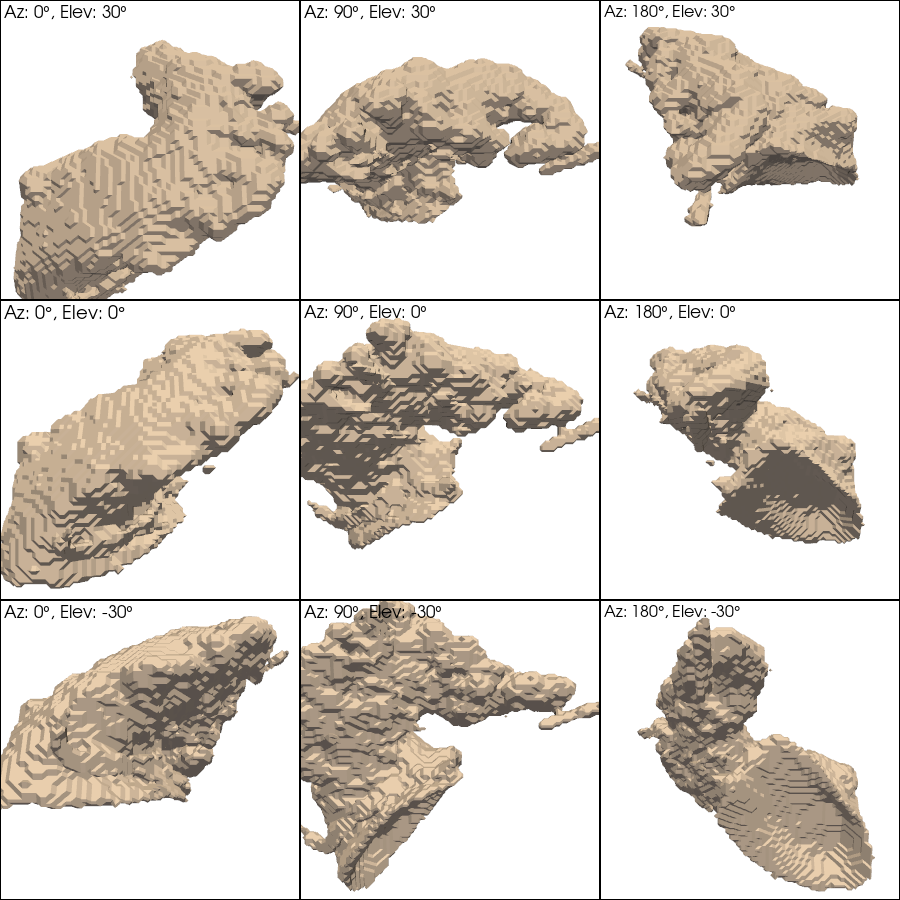 Az: 0°, Elev: 30°
Az: 90°, Elev: 30°
Az: 180°, Elev: 30°
Az: 0°, Elev: 0°
Az: 90°, Elev: 0°
Az: 180°, Elev: 0°
Az: 0°, Elev: -30°
Az: 90°, Elev: -30°
Az: 180°, Elev: -30°